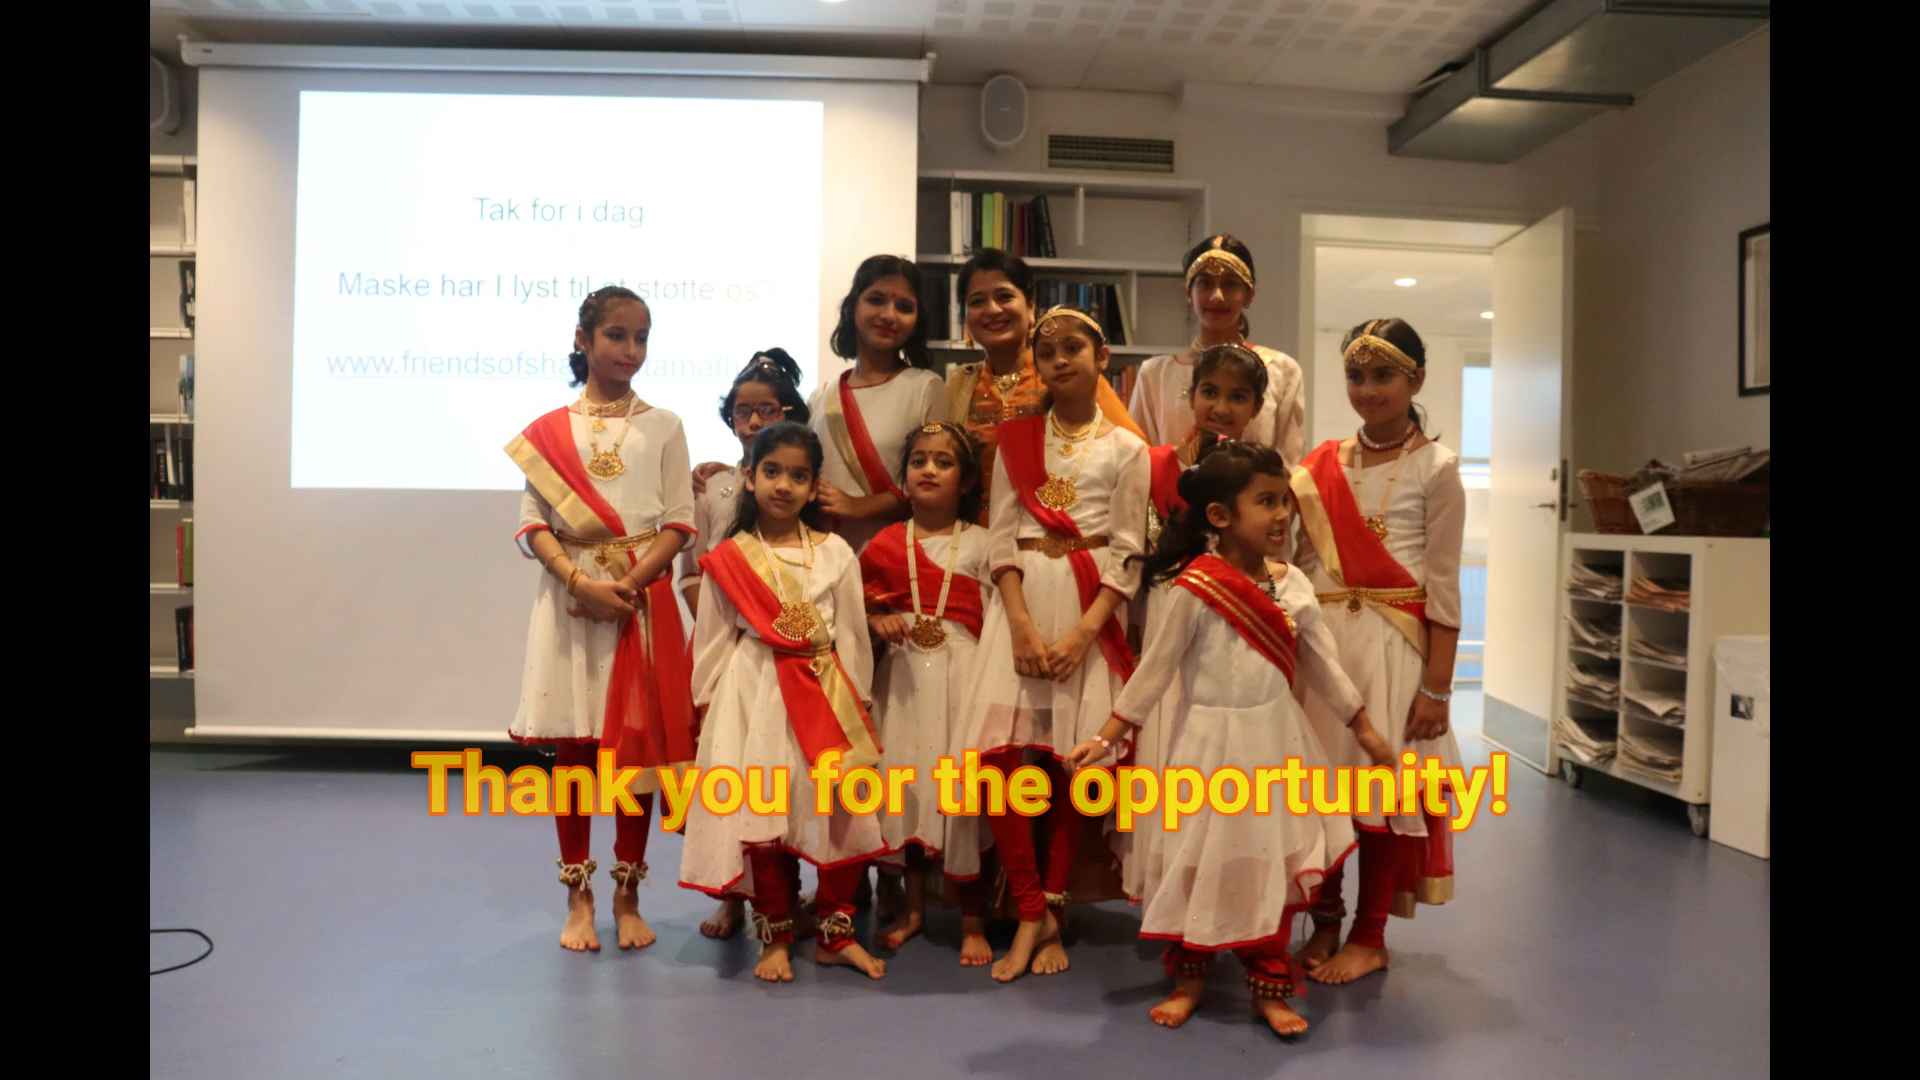 Tak for i dag
Måske har I lyst til at støtte os?
Thank you for the opportunity!